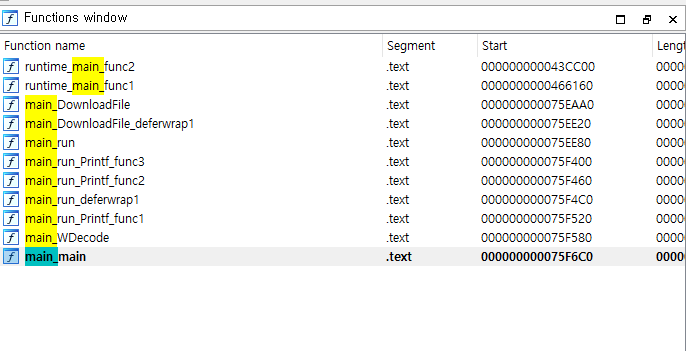 Functions window
Function name Segment Start Lengt
runtime_main_func2 .text 000000000043CC00 0000
runtime_main_func1 .text 0000000000466160 0000
main_DownloadFile .text 000000000075EAA0 0000
main_DownloadFile_deferwrap1 .text 000000000075EE20 0000
main_run .text 000000000075EE80 0000
main_run_Printf_func3 .text 000000000075F400 0000
main_run_Printf_func2 .text 000000000075F460 0000
main_run_deferwrap1 .text 000000000075F4C0 0000
main_run_Printf_func1 .text 000000000075F520 0000
main_WDecode .text 000000000075F580 0000
main_main .text 000000000075F6C0 0000